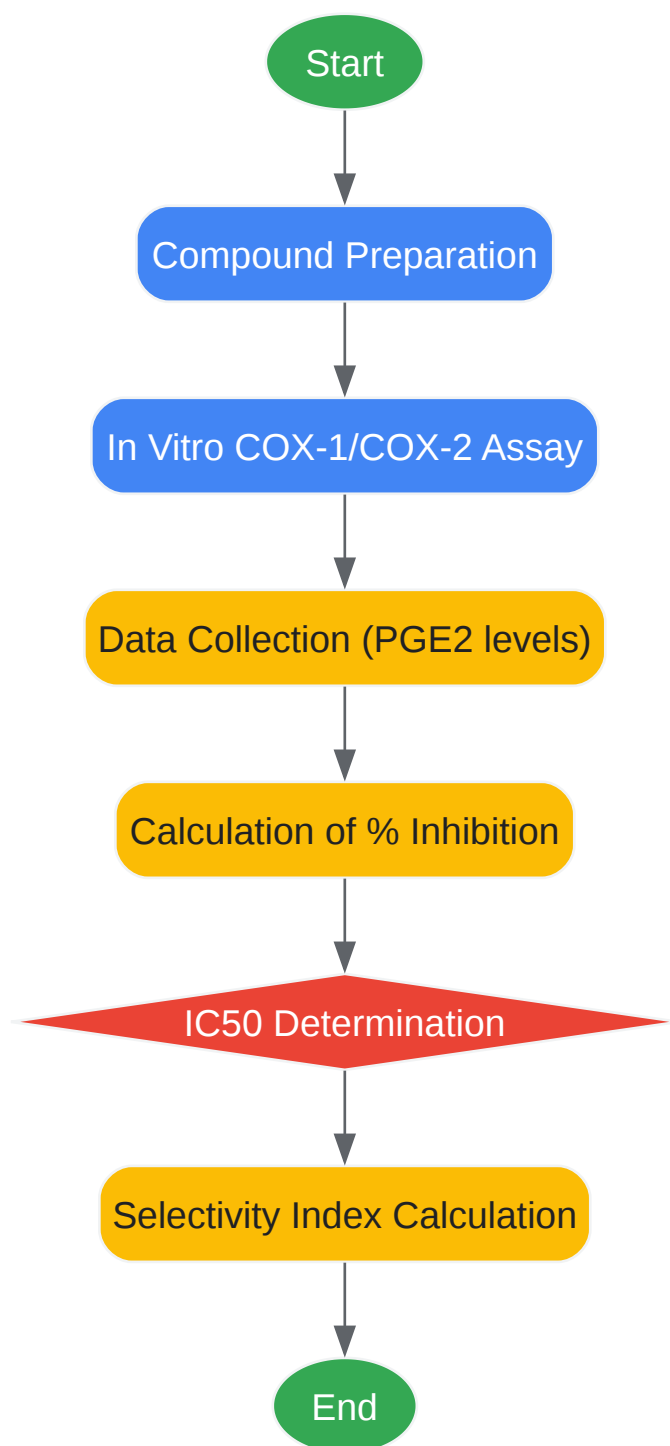 Start
Compound Preparation
In Vitro COX-1/COX-2 Assay
Data Collection (PGE2 levels)
Calculation of % Inhibition
IC50 Determination
Selectivity Index Calculation
End